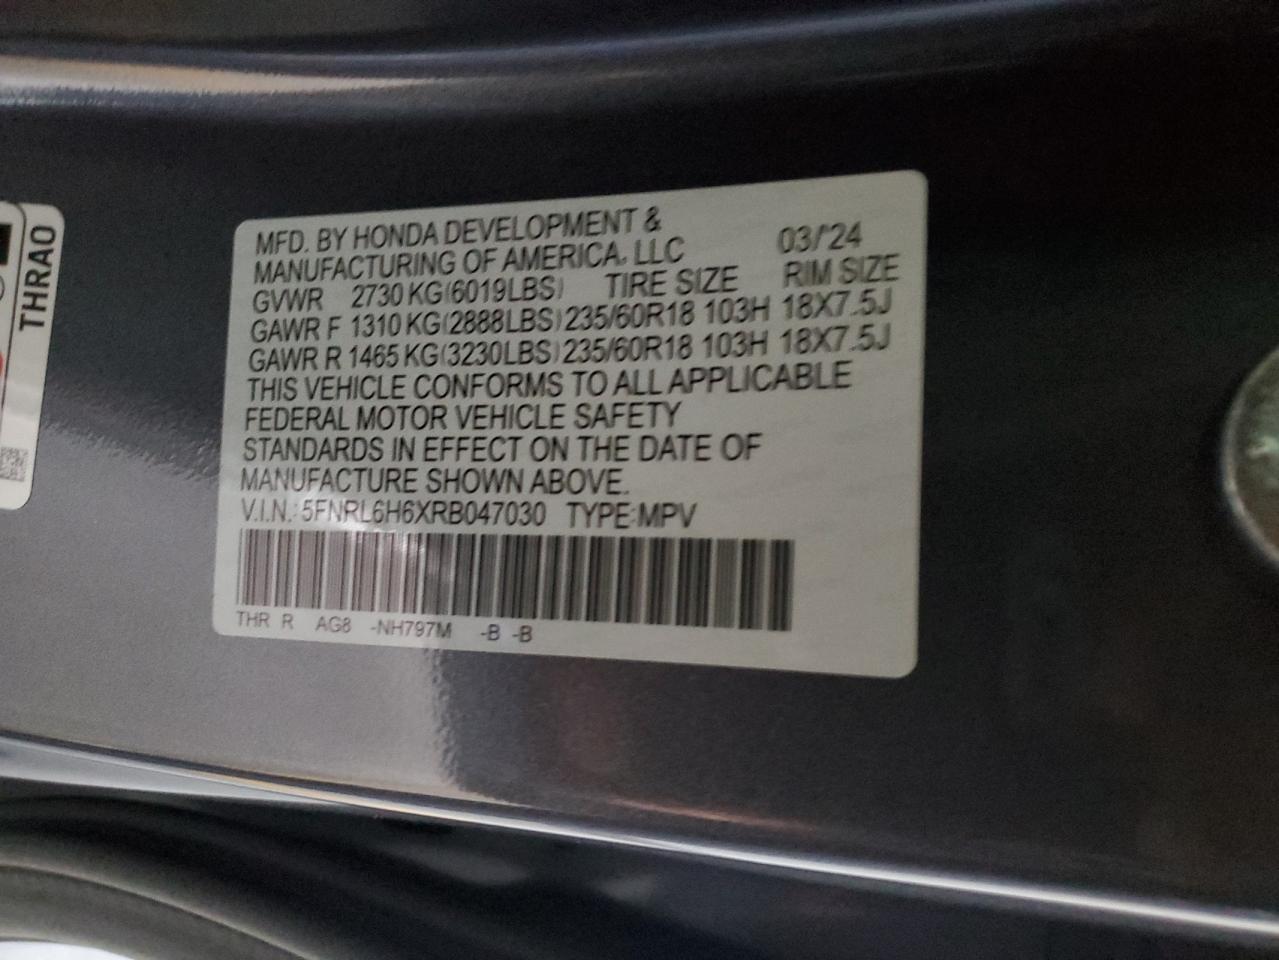 MFD. BY HONDA DEVELOPMENT &
MANUFACTURING OF AMERICA, LLC 03/'24
GVWR 2730 KG(6019LBS) TIRE SIZE RIM SIZE
GAWR F 1310 KG(2888LBS) 235/60R18 103H 18X7.5J
GAWR R 1465 KG(3230LBS) 235/60R18 103H 18X7.5J
THIS VEHICLE CONFORMS TO ALL APPLICABLE
FEDERAL MOTOR VEHICLE SAFETY
STANDARDS IN EFFECT ON THE DATE OF
MANUFACTURE SHOWN ABOVE.
V.I.N.: 5FNRL6H6XRB047030 TYPE:MPV
THR R AG8 -NH797M -B -B
THRAO